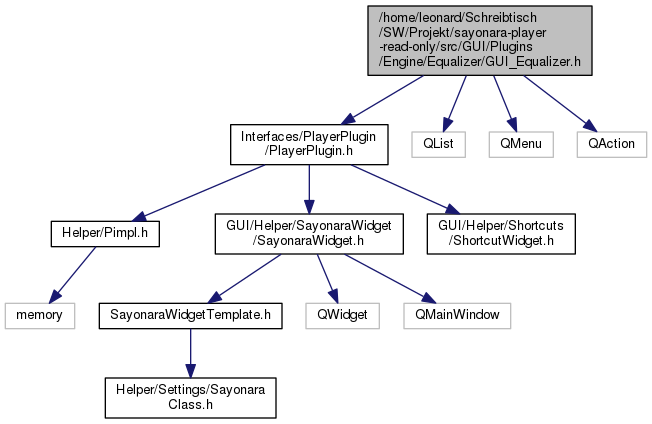 /home/leonard/Schreibtisch
/SW/Projekt/sayonara-player
-read-only/src/GUI/Plugins
/Engine/Equalizer/GUI_Equalizer.h
Interfaces/PlayerPlugin
/PlayerPlugin.h
QList
QMenu
QAction
Helper/Pimpl.h
GUI/Helper/SayonaraWidget
/SayonaraWidget.h
GUI/Helper/Shortcuts
/ShortcutWidget.h
memory
SayonaraWidgetTemplate.h
QWidget
QMainWindow
Helper/Settings/Sayonara
Class.h